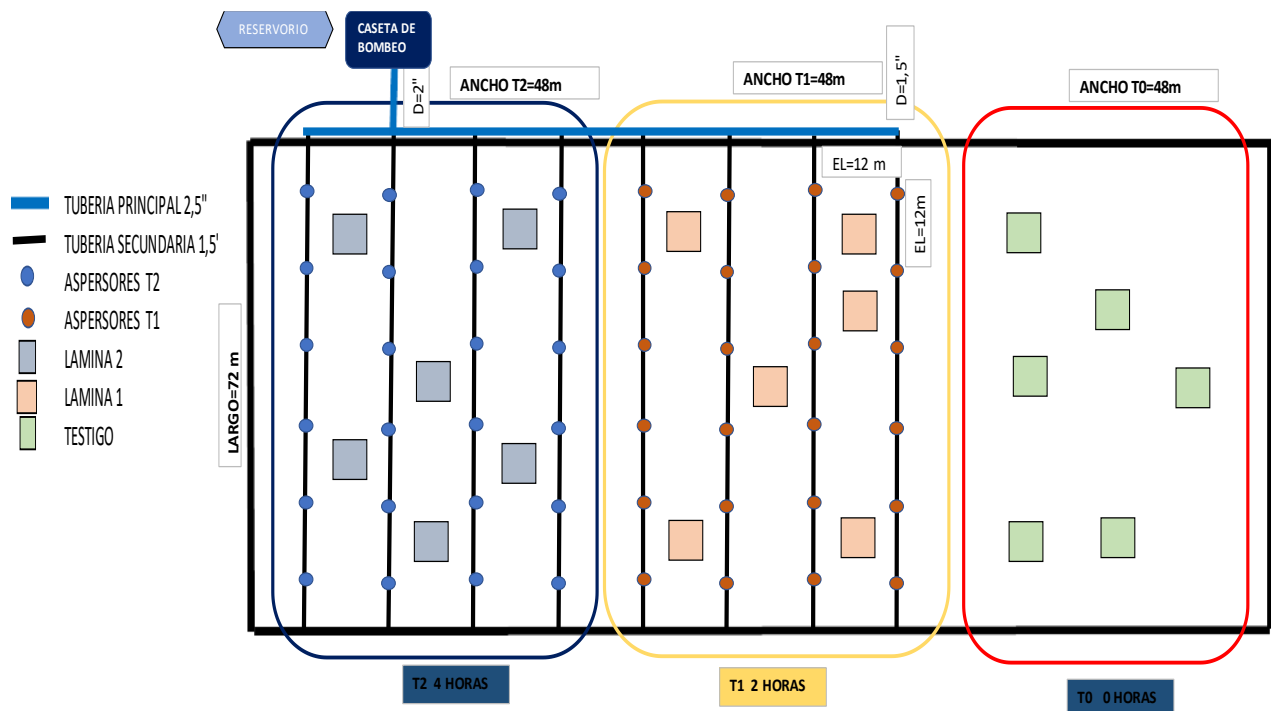 RESERVORIO
CASETA DE
BOMBEO
D=2"
ANCHO T2=48m
ANCHO T1=48m
D=1,5"
ANCHO T0=48m
EL=12 m
EL=12m
TUBERIA PRINCIPAL 2,5"
TUBERIA SECUNDARIA 1,5'
ASPERSORES T2
ASPERSORES T1
LAMINA 2
LAMINA 1
TESTIGO
LARGO=72 m
T2 4 HORAS
T1 2 HORAS
T0 0 HORAS